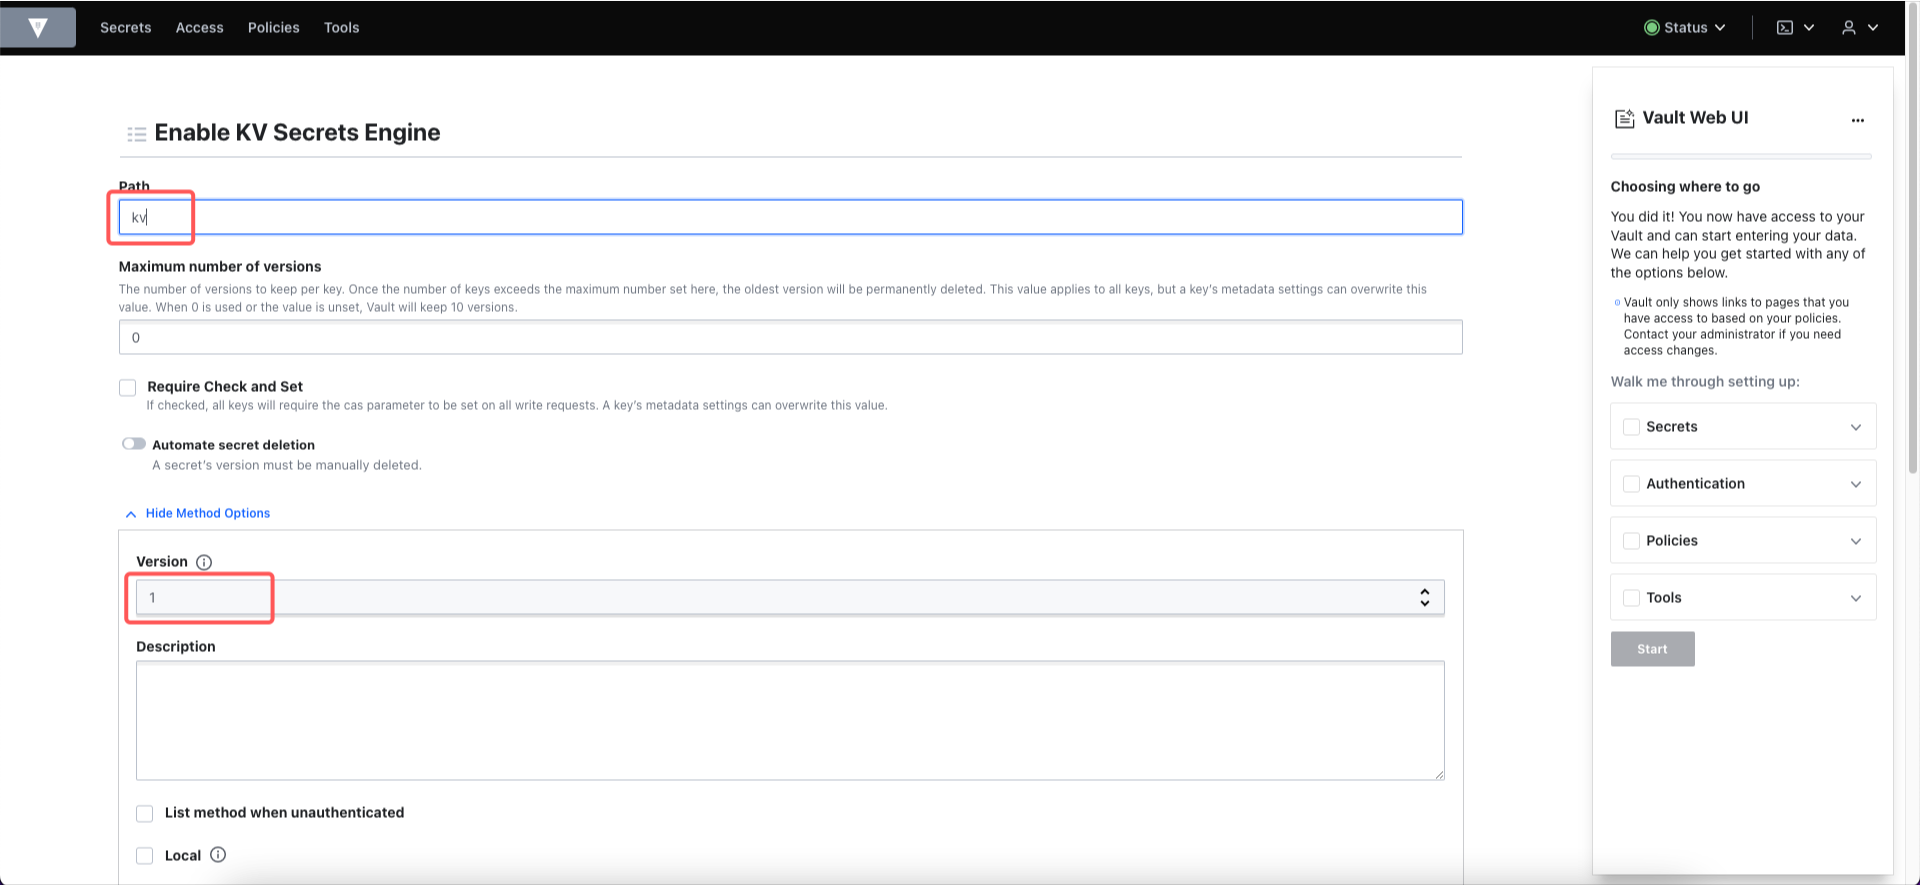 Secrets Access Policies Tools Status
Enable KV Secrets Engine
Path
kv
Maximum number of versions
The number of versions to keep per key. Once the number of keys exceeds the maximum number set here, the oldest version will be permanently deleted. This value applies to all keys, but a key's metadata settings can overwrite this
value. When 0 is used or the value is unset, Vault will keep 10 versions.
0
Require Check and Set
If checked, all keys will require the cas parameter to be set on all write requests. A key's metadata settings can overwrite this value.
Automate secret deletion
A secret's version must be manually deleted.
Hide Method Options
Version
1
Description
List method when unauthenticated
Local
Vault Web UI
Choosing where to go
You did it! You now have access to your
Vault and can start entering your data.
We can help you get started with any of
the options below.
Vault only shows links to pages that you
have access to based on your policies.
Contact your administrator if you need
access changes.
Walk me through setting up:
Secrets
Authentication
Policies
Tools
Start